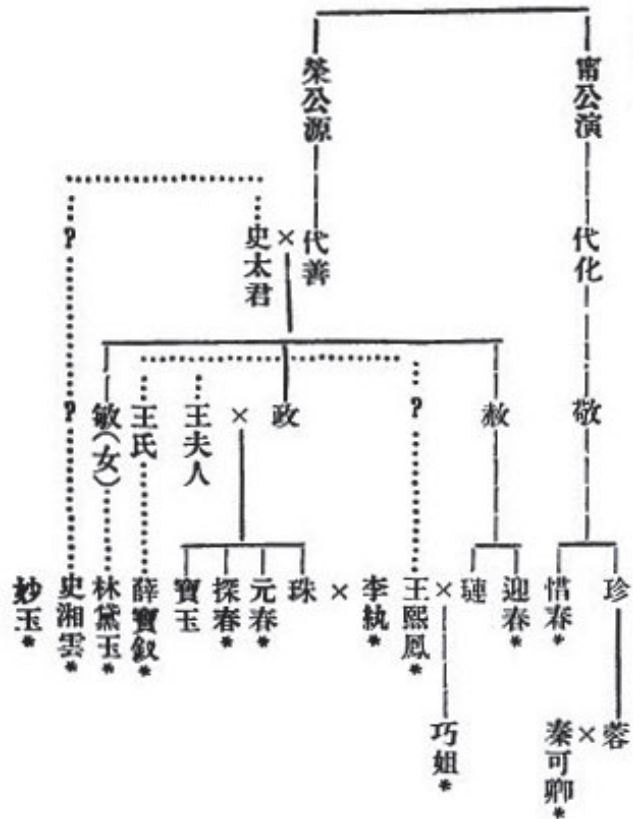 甯公演
榮公源
代化
代善
×
史太君
?
敬
赦
?
政
×
王夫人
王氏
敏(女)
?
珍
惜春*
迎春*
璉
×
王熙鳳*
李紈*
×
珠
元春*
探春*
寶玉
薛寶釵*
林黛玉*
史湘雲*
妙玉*
蓉
×
秦可卿*
巧姐*